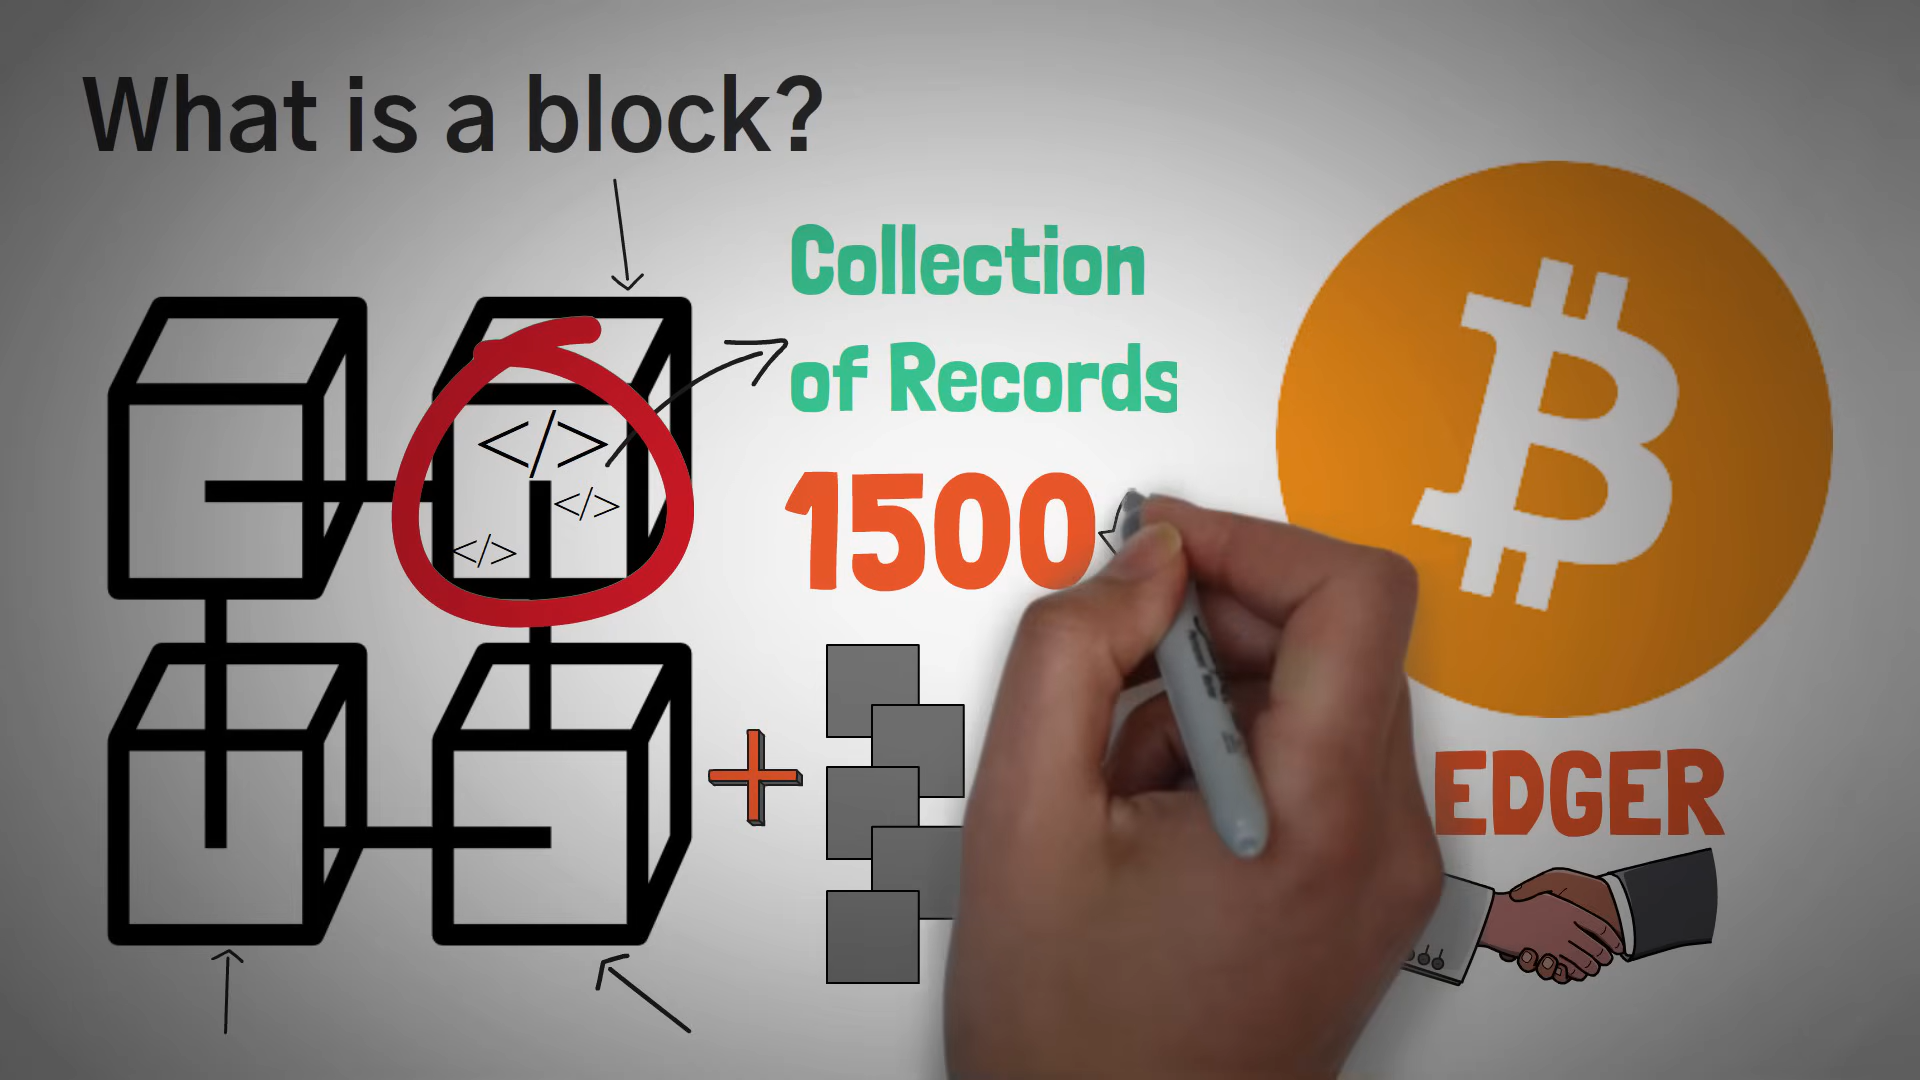 What is a block?
Collection
of Records
</>
</>
</>
1500
EDGER